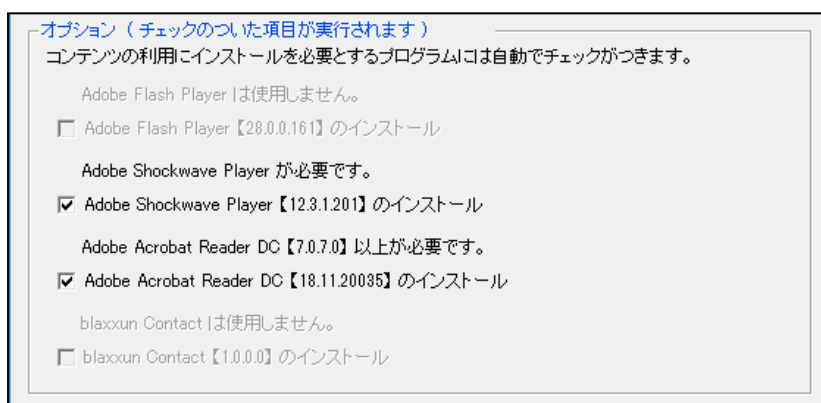 オプション（チェックのついた項目が実行されます）
コンテンツの利用にインストールを必要とするプログラムには自動でチェックがつきます。
Adobe Flash Player は使用しません。
Adobe Flash Player【28.0.0.161】のインストール
Adobe Shockwave Player が必要です。
Adobe Shockwave Player【12.3.1.201】のインストール
Adobe Acrobat Reader DC【7.0.7.0】以上が必要です。
Adobe Acrobat Reader DC【18.11.20035】のインストール
blaxxun Contact は使用しません。
blaxxun Contact【1.0.0.0】のインストール